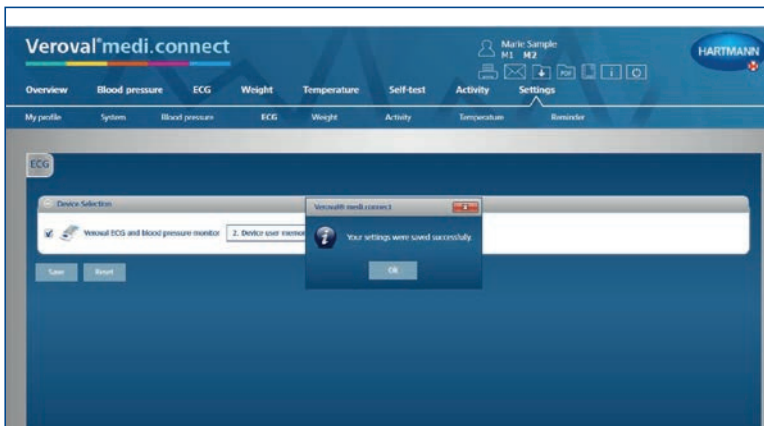 Veroval®medi.connect
Marie Sample
M1 M2
HARTMANN
PDF
i
Overview Blood pressure ECG Weight Temperature Self-test Activity Settings
My profile System Blood pressure ECG Weight Activity Temperature Reminder
ECG
Device Selection
Veroval ECG and blood pressure monitor 2. Device user memor
Veroval® medi.connect
Your settings were saved successfully.
OK
Save Reset